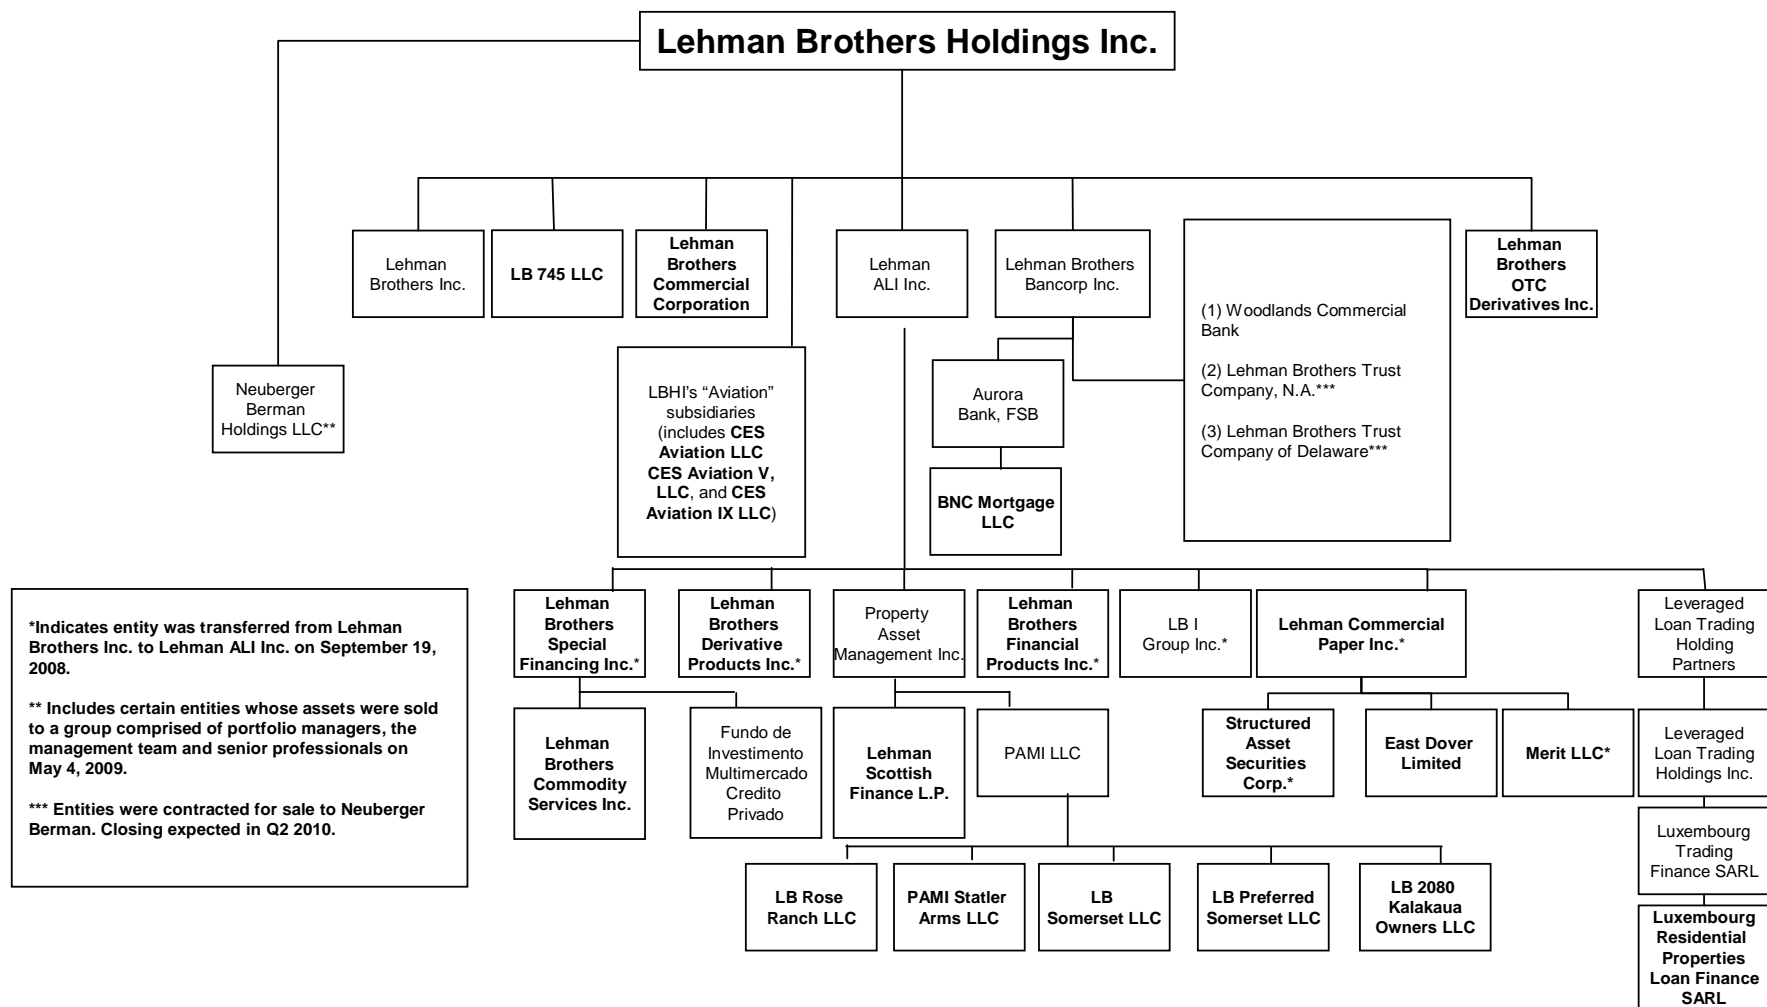 Lehman Brothers Holdings Inc.
Lehman
Brothers Inc.
LB 745 LLC
Lehman
Brothers
Commercial
Corporation
Lehman
ALI Inc.
Lehman Brothers
Bancorp Inc.
(1) Woodlands Commercial
Bank
(2) Lehman Brothers Trust
Company, N.A.***
(3) Lehman Brothers Trust
Company of Delaware***
Lehman
Brothers
OTC
Derivatives Inc.
Neuberger
Berman
Holdings LLC**
LBHI's “Aviation”
subsidiaries
(includes CES
Aviation LLC
CES Aviation V,
LLC, and CES
Aviation IX LLC)
Aurora
Bank, FSB
BNC Mortgage
LLC
*Indicates entity was transferred from Lehman
Brothers Inc. to Lehman ALI Inc. on September 19,
2008.
** Includes certain entities whose assets were sold
to a group comprised of portfolio managers, the
management team and senior professionals on
May 4, 2009.
*** Entities were contracted for sale to Neuberger
Berman. Closing expected in Q2 2010.
Lehman
Brothers
Special
Financing Inc.*
Lehman
Brothers
Derivative
Products Inc.*
Property
Asset
Management Inc.
Lehman
Brothers
Financial
Products Inc.*
LB I
Group Inc.*
Lehman Commercial
Paper Inc.*
Leveraged
Loan Trading
Holding
Partners
Lehman
Brothers
Commodity
Services Inc.
Fundo de
Investimento
Multimercado
Credito
Privado
Lehman
Scottish
Finance L.P.
PAMI LLC
Structured
Asset
Securities
Corp.*
East Dover
Limited
Merit LLC*
Leveraged
Loan Trading
Holdings Inc.
Luxembourg
Trading
Finance SARL
LB Rose
Ranch LLC
PAMI Statler
Arms LLC
LB
Somerset LLC
LB Preferred
Somerset LLC
LB 2080
Kalakaua
Owners LLC
Luxembourg
Residential
Properties
Loan Finance
SARL